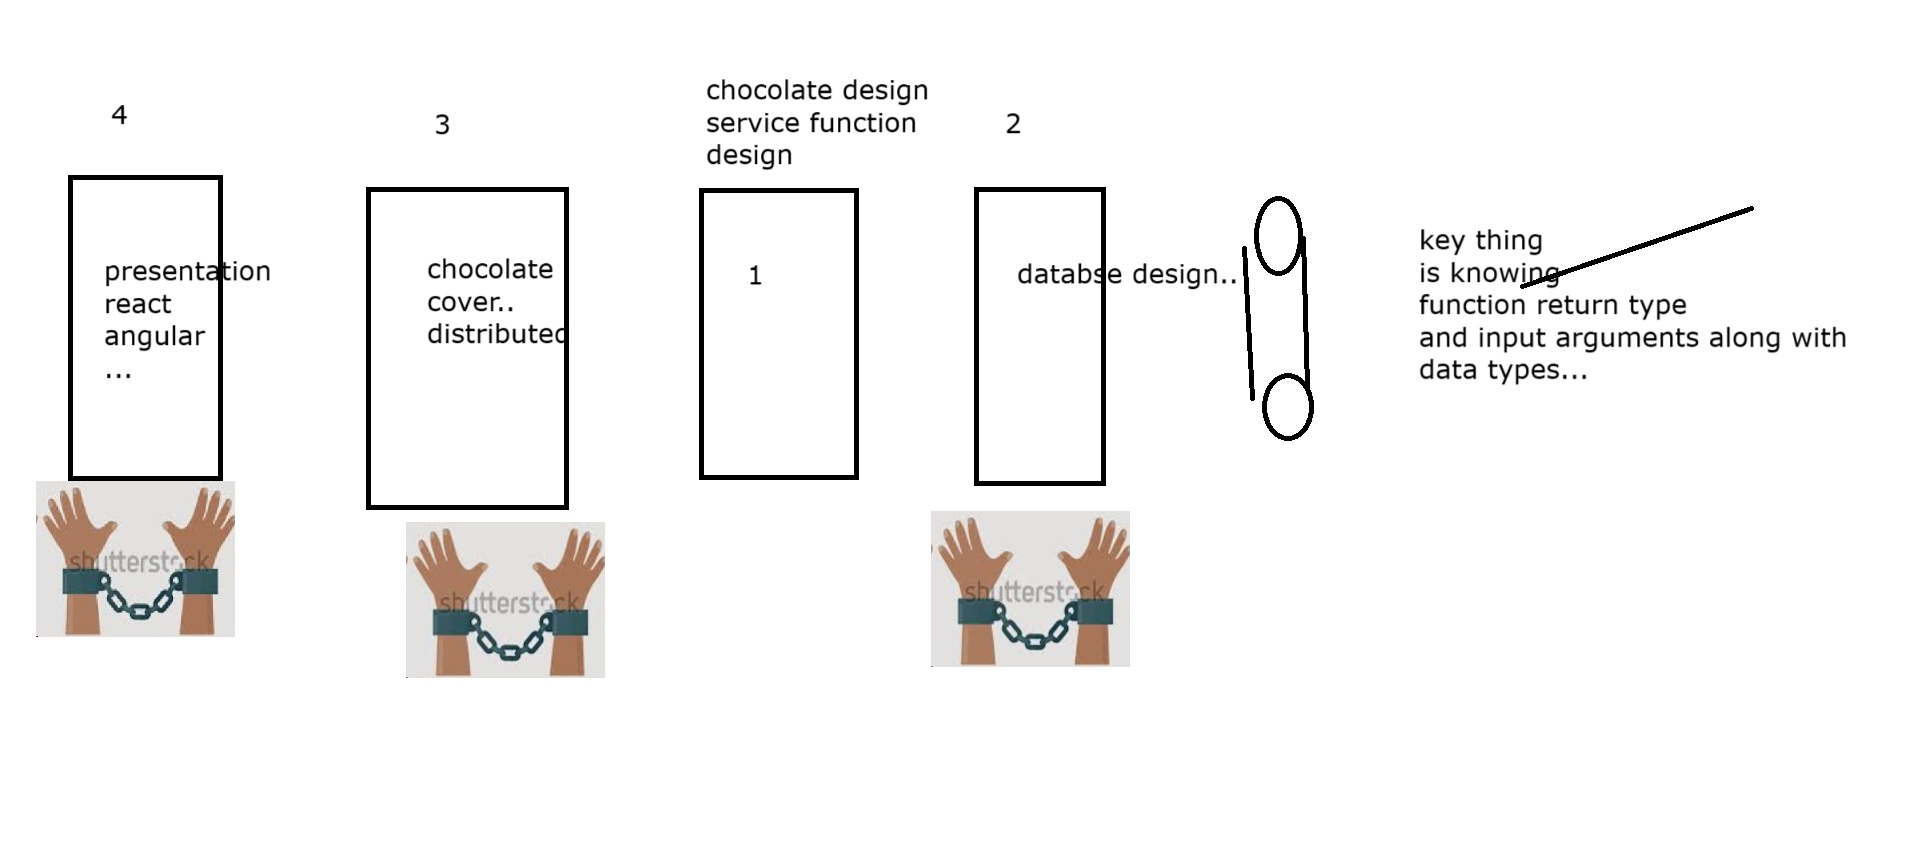 4
presentation
react
angular
...
3
chocolate
cover..
distributed
chocolate design
service function
design
1
2
databse design..
key thing
is knowing
function return type
and input arguments along with
data types...
shutterstock
shutterstock
shutterstock